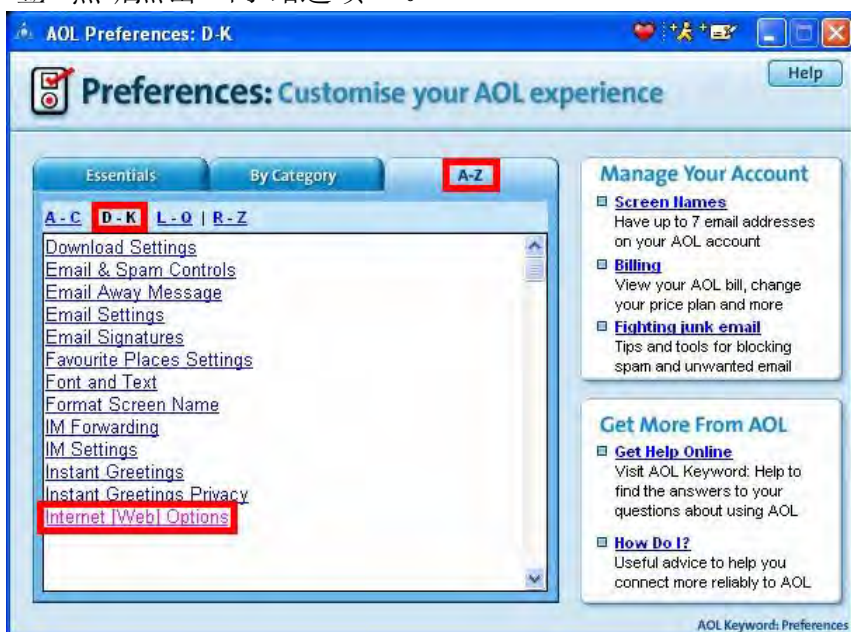 AOL Preferences: D-K
Help
Preferences: Customise your AOL experience
Essentials
By Category
A-Z
A - C D - K L - Q | R - Z
Download Settings
Email & Spam Controls
Email Away Message
Email Settings
Email Signatures
Favourite Places Settings
Font and Text
Format Screen Name
IM Forwarding
IM Settings
Instant Greetings
Instant Greetings Privacy
Internet [Web] Options
Manage Your Account
Screen Names
Have up to 7 email addresses
on your AOL account
Billing
View your AOL bill, change
your price plan and more
Fighting junk email
Tips and tools for blocking
spam and unwanted email
Get More From AOL
Get Help Online
Visit AOL Keyword: Help to
find the answers to your
questions about using AOL
How Do I?
Useful advice to help you
connect more reliably to AOL
AOL Keyword: Preferences